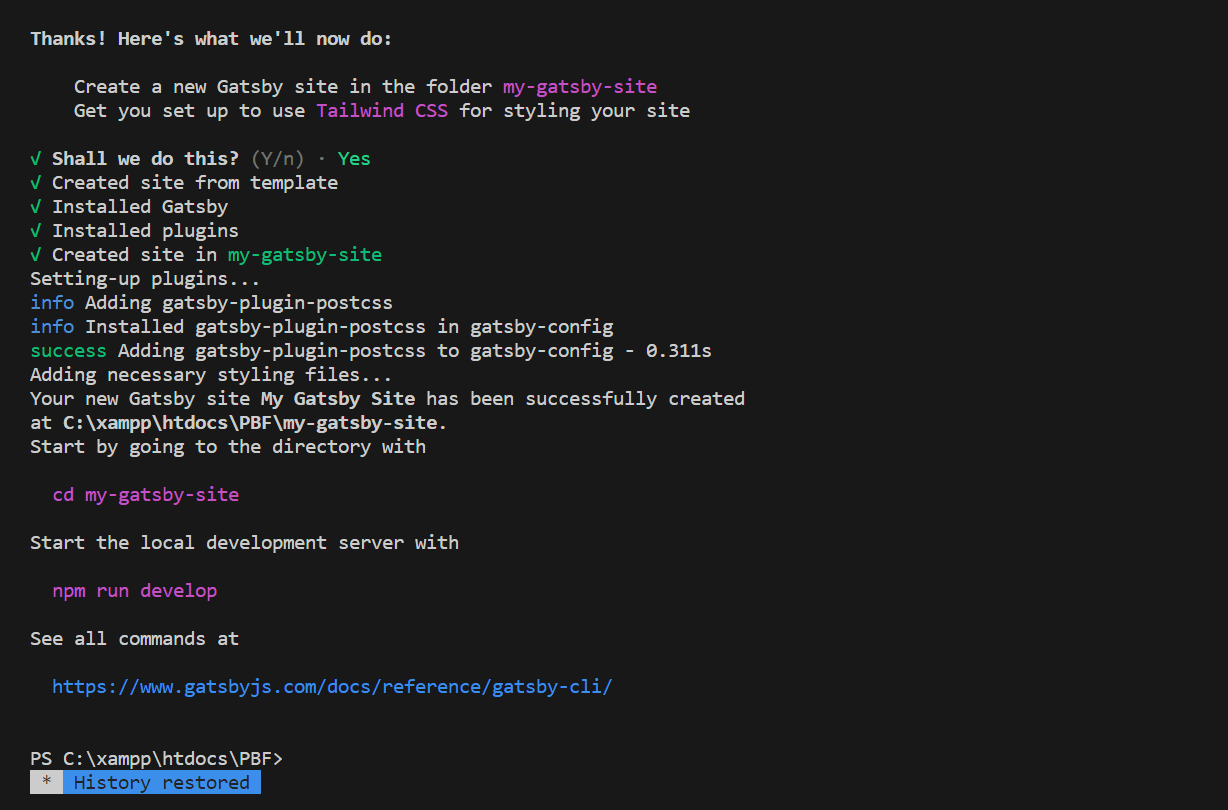 Thanks! Here's what we'll now do:
Create a new Gatsby site in the folder my-gatsby-site
Get you set up to use Tailwind CSS for styling your site
√ Shall we do this? (Y/n) · Yes
√ Created site from template
√ Installed Gatsby
√ Installed plugins
√ Created site in my-gatsby-site
Setting-up plugins...
info Adding gatsby-plugin-postcss
info Installed gatsby-plugin-postcss in gatsby-config
success Adding gatsby-plugin-postcss to gatsby-config - 0.311s
Adding necessary styling files...
Your new Gatsby site My Gatsby Site has been successfully created
at C:\xampp\htdocs\PBF\my-gatsby-site.
Start by going to the directory with
cd my-gatsby-site
Start the local development server with
npm run develop
See all commands at
https://www.gatsbyjs.com/docs/reference/gatsby-cli/
PS C:\xampp\htdocs\PBF>
* History restored